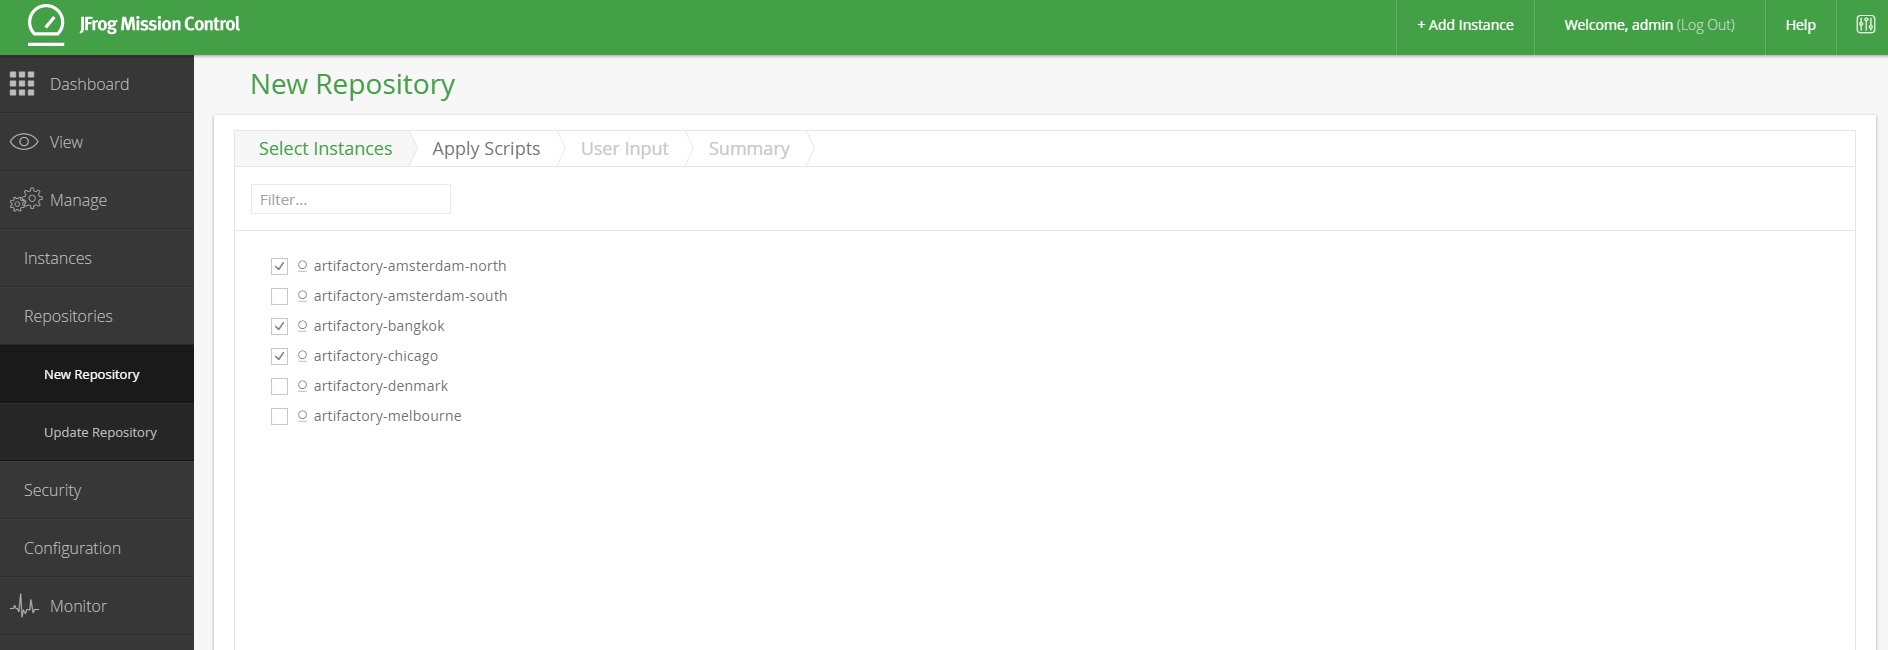 JFrog Mission Control
+ Add Instance
Welcome, admin (Log Out)
Help
Dashboard
View
Manage
Instances
Repositories
New Repository
Update Repository
Security
Configuration
Monitor
New Repository
Select Instances
Apply Scripts
User Input
Summary
Filter...
artifactory-amsterdam-north
artifactory-amsterdam-south
artifactory-bangkok
artifactory-chicago
artifactory-denmark
artifactory-melbourne